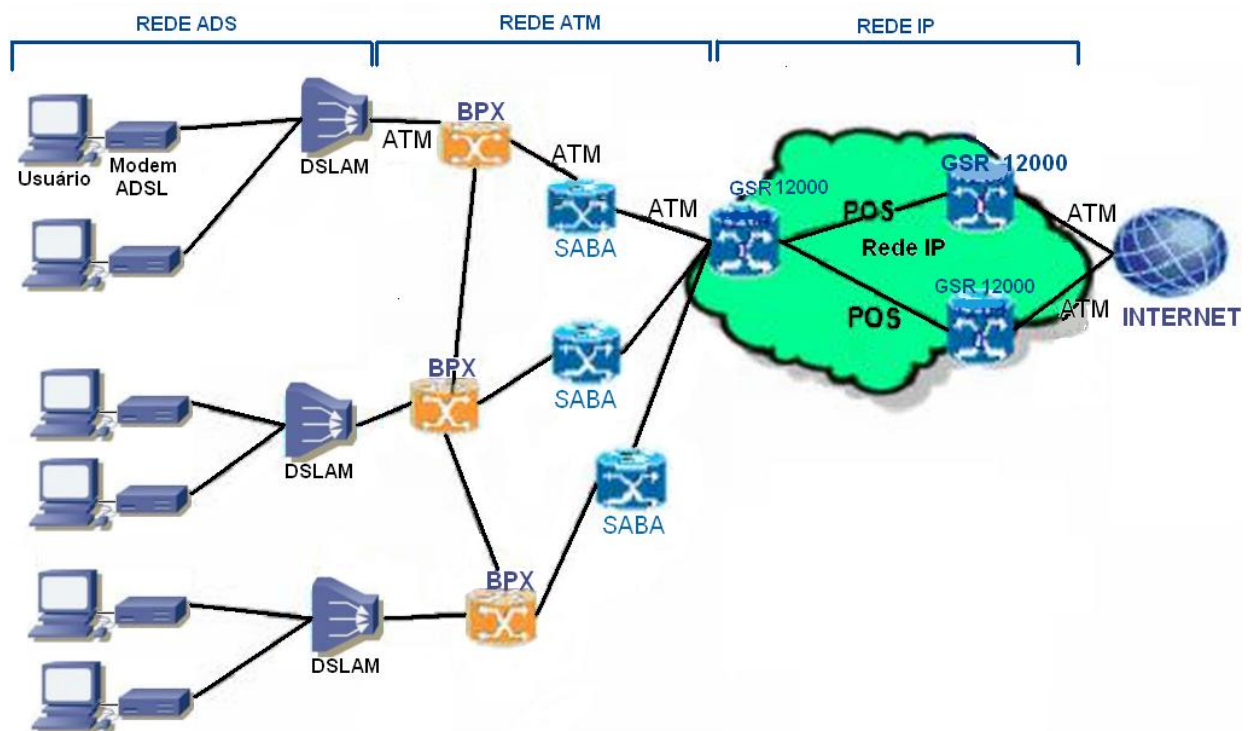 REDE ADS
REDE ATM
REDE IP
Usuário
Modem
ADSL
DSLAM
ATM
BPX
ATM
SABA
ATM
GSR 12000
POS
GSR 12000
Rede IP
GSR 12000
POS
ATM
ATM
INTERNET
DSLAM
BPX
SABA
SABA
DSLAM
BPX